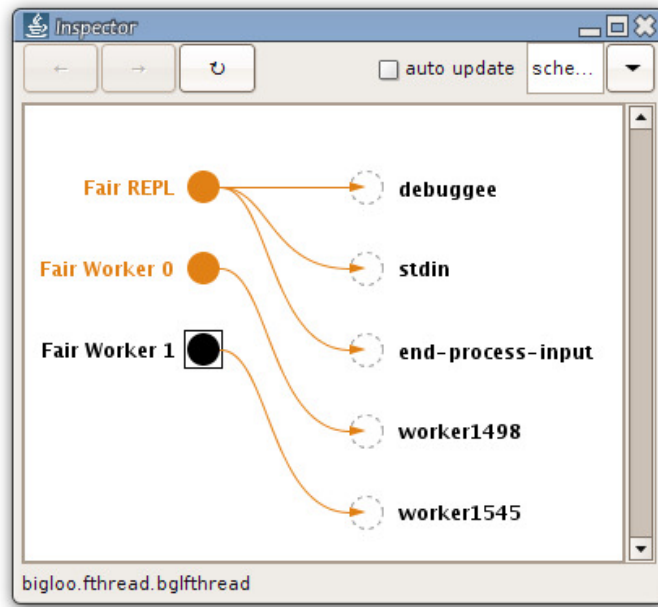 Inspector
auto update sche...
Fair REPL debuggee
Fair Worker 0 stdin
Fair Worker 1 end-process-input
worker1498
worker1545
bigloo.fthread.bglfthread